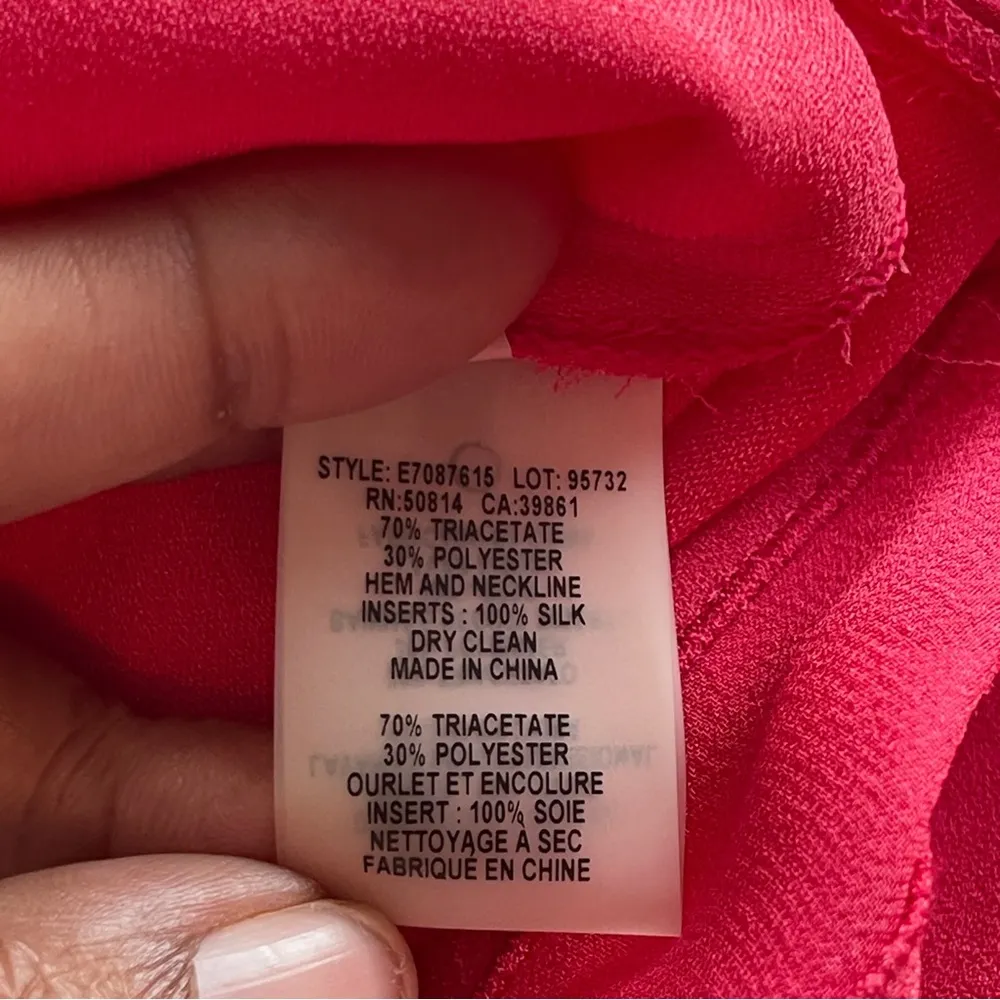 STYLE: E7087615 LOT: 95732
RN:50814 CA:39861
70% TRIACETATE
30% POLYESTER
HEM AND NECKLINE
INSERTS : 100% SILK
DRY CLEAN
MADE IN CHINA
70% TRIACETATE
30% POLYESTER
OURLET ET ENCOLURE
INSERT : 100% SOIE
NETTOYAGE À SEC
FABRIQUE EN CHINE